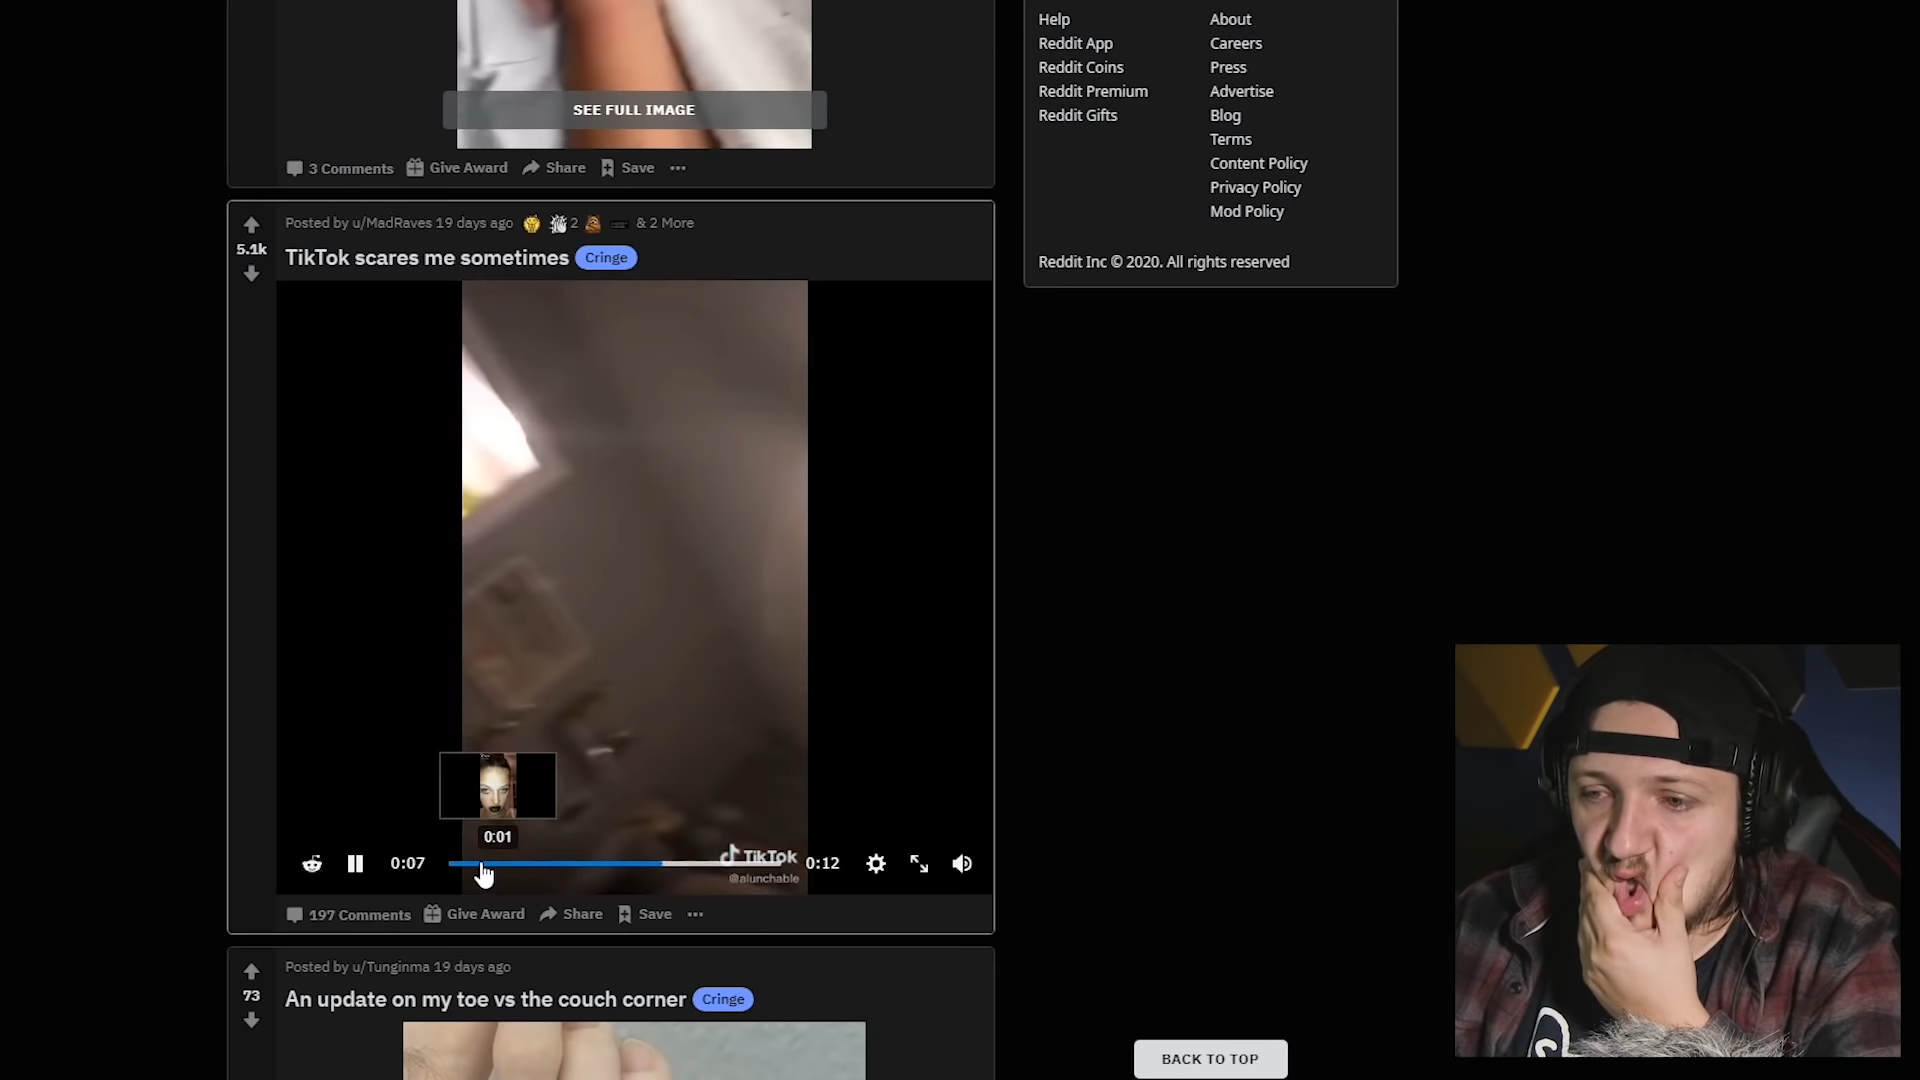 SEE FULL IMAGE
3 Comments Give Award Share Save
Posted by u/MadRaves 19 days ago 2 & 2 More
5.1k
TikTok scares me sometimes Cringe
0:01
0:07
0:12
TikTok
@alunchable
197 Comments Give Award Share Save
Posted by u/Tunginma 19 days ago
73
An update on my toe vs the couch corner Cringe
Help About
Reddit App Careers
Reddit Coins Press
Reddit Premium Advertise
Reddit Gifts Blog
Terms
Content Policy
Privacy Policy
Mod Policy
Reddit Inc © 2020. All rights reserved
BACK TO TOP